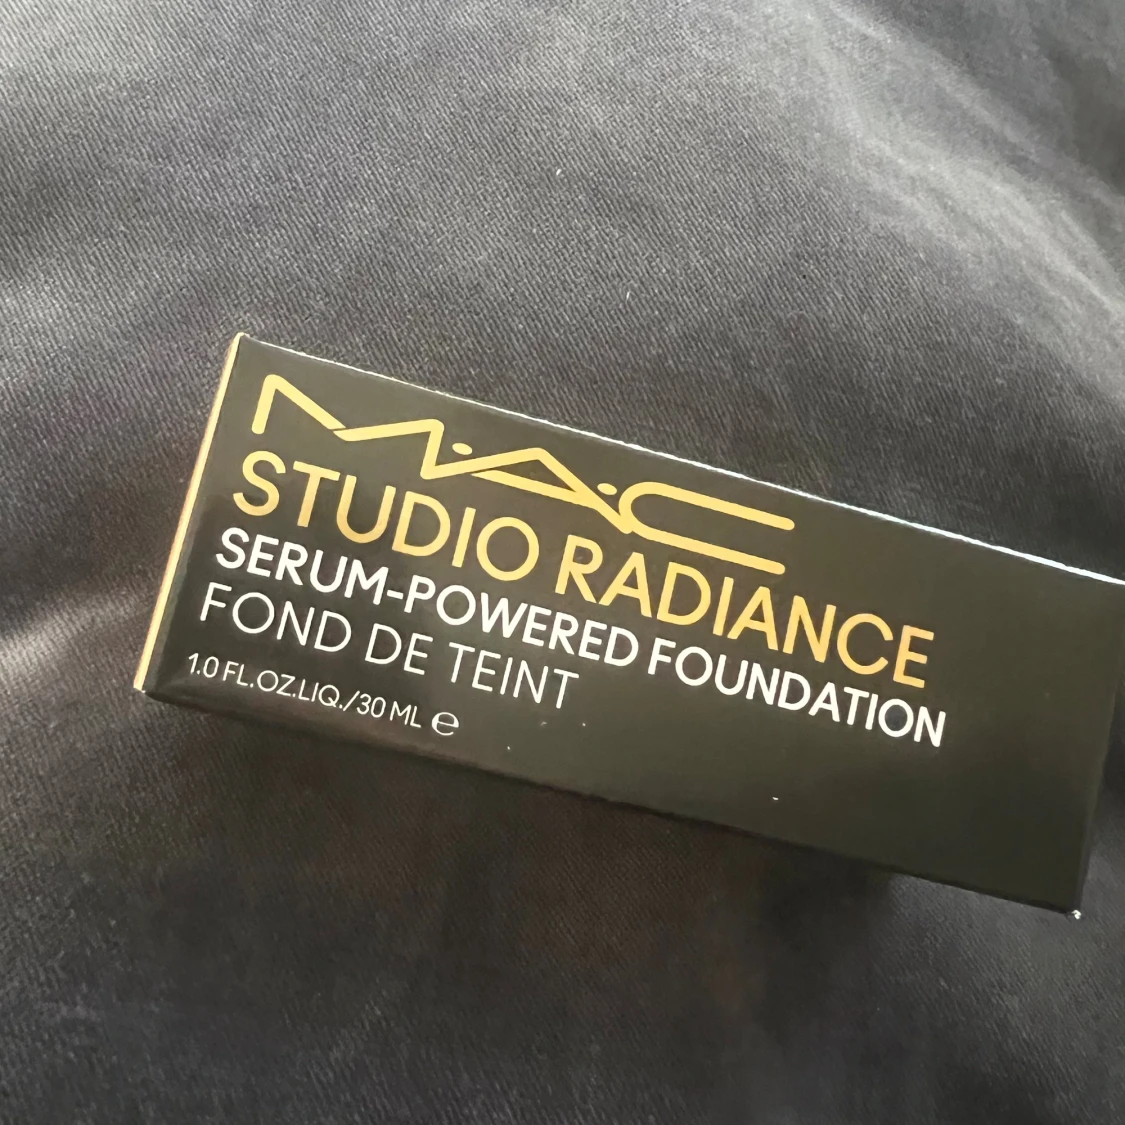 M·A·C
STUDIO RADIANCE
SERUM-POWERED FOUNDATION
FOND DE TEINT
1.0 FL.OZ.LIQ./30 ML ℮